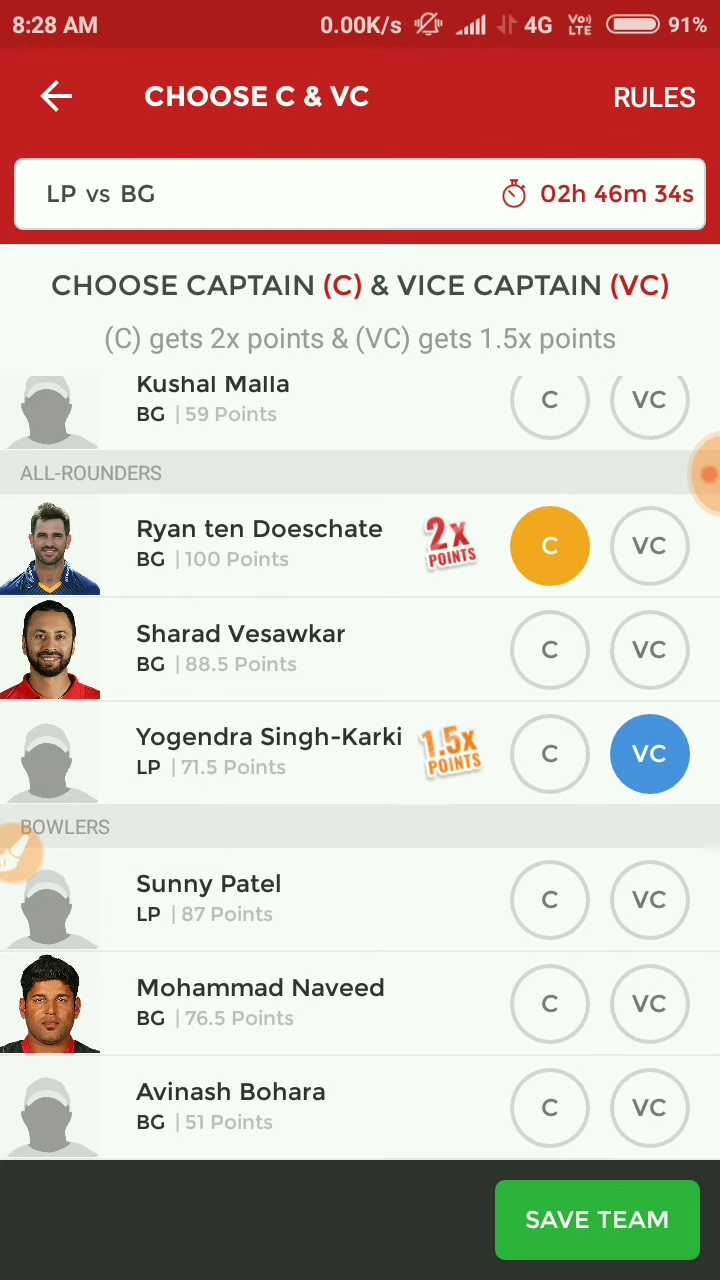 8:28 AM 0.00K/s 4G Vo)) LTE 91%
CHOOSE C & VC RULES
LP vs BG 02h 46m 34s
CHOOSE CAPTAIN (C) & VICE CAPTAIN (VC)
(C) gets 2x points & (VC) gets 1.5x points
Kushal Malla
BG | 59 Points
C VC
ALL-ROUNDERS
Ryan ten Doeschate
BG | 100 Points
2x POINTS
C VC
Sharad Vesawkar
BG | 88.5 Points
C VC
Yogendra Singh-Karki
LP | 71.5 Points
1.5x POINTS
C VC
BOWLERS
Sunny Patel
LP | 87 Points
C VC
Mohammad Naveed
BG | 76.5 Points
C VC
Avinash Bohara
BG | 51 Points
C VC
SAVE TEAM